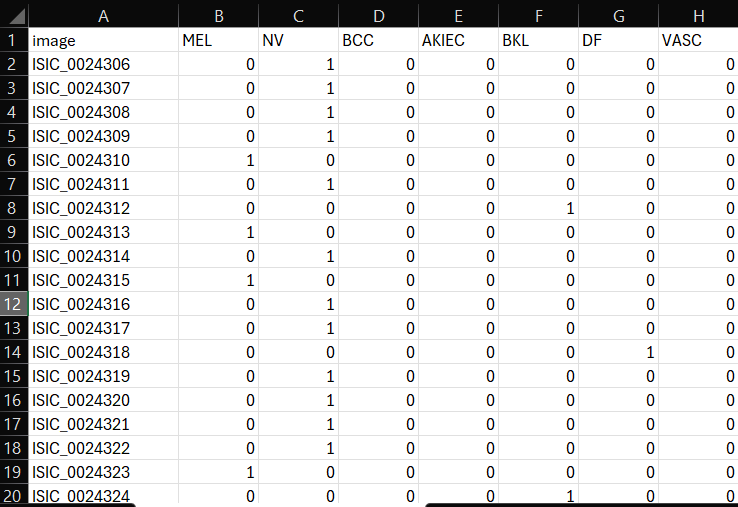 A B C D E F G H
1 image MEL NV BCC AKIEC BKL DF VASC
2 ISIC_0024306 0 1 0 0 0 0 0
3 ISIC_0024307 0 1 0 0 0 0 0
4 ISIC_0024308 0 1 0 0 0 0 0
5 ISIC_0024309 0 1 0 0 0 0 0
6 ISIC_0024310 1 0 0 0 0 0 0
7 ISIC_0024311 0 1 0 0 0 0 0
8 ISIC_0024312 0 0 0 0 1 0 0
9 ISIC_0024313 1 0 0 0 0 0 0
10 ISIC_0024314 0 1 0 0 0 0 0
11 ISIC_0024315 1 0 0 0 0 0 0
12 ISIC_0024316 0 1 0 0 0 0 0
13 ISIC_0024317 0 1 0 0 0 0 0
14 ISIC_0024318 0 0 0 0 0 1 0
15 ISIC_0024319 0 1 0 0 0 0 0
16 ISIC_0024320 0 1 0 0 0 0 0
17 ISIC_0024321 0 1 0 0 0 0 0
18 ISIC_0024322 0 1 0 0 0 0 0
19 ISIC_0024323 1 0 0 0 0 0 0
20 ISIC_0024324 0 0 0 0 1 0 0